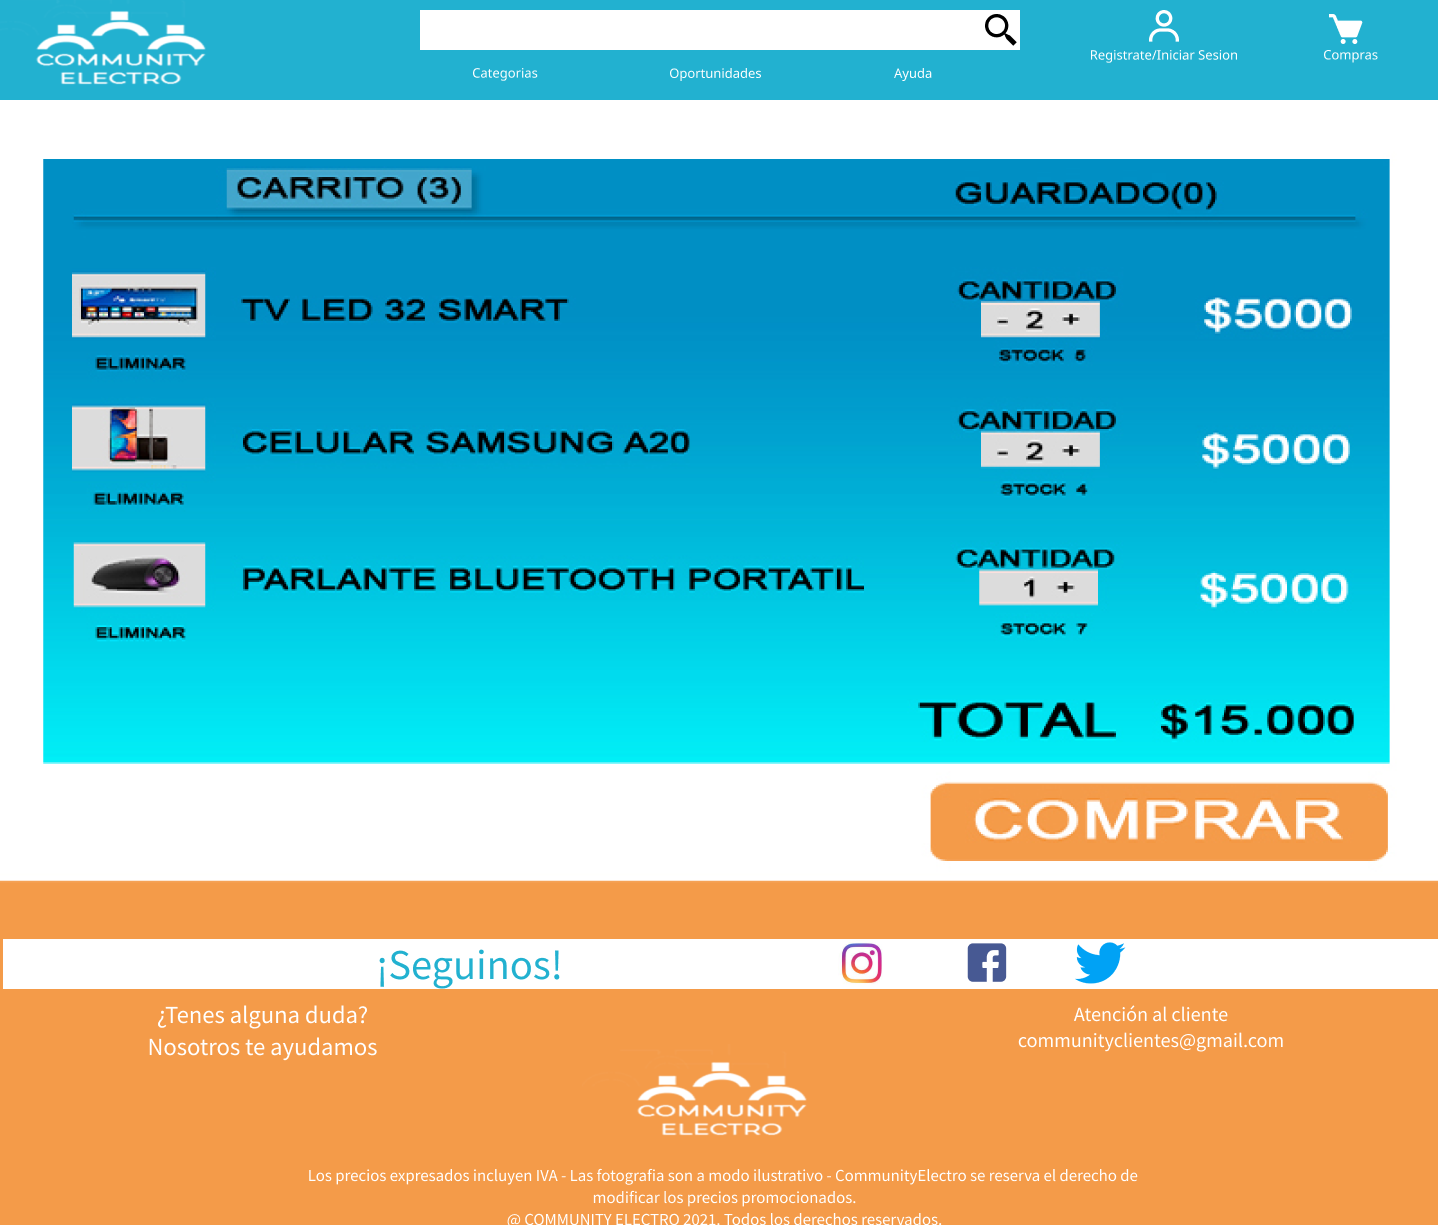 COMMUNITY
ELECTRO
Categorias
Oportunidades
Ayuda
Registrate/Iniciar Sesion
Compras
CARRITO (3)
GUARDADO(0)
Smart TV
TV LED 32 SMART
CANTIDAD
- 2 +
STOCK 5
$5000
ELIMINAR
CELULAR SAMSUNG A20
CANTIDAD
- 2 +
STOCK 4
$5000
ELIMINAR
PARLANTE BLUETOOTH PORTATIL
CANTIDAD
1 +
STOCK 7
$5000
ELIMINAR
TOTAL $15.000
COMPRAR
¡Seguinos!
¿Tenes alguna duda?
Nosotros te ayudamos
Atención al cliente
communityclientes@gmail.com
COMMUNITY
ELECTRO
Los precios expresados incluyen IVA - Las fotografia son a modo ilustrativo - CommunityElectro se reserva el derecho de
modificar los precios promocionados.
@ COMMUNITY ELECTRO 2021. Todos los derechos reservados.